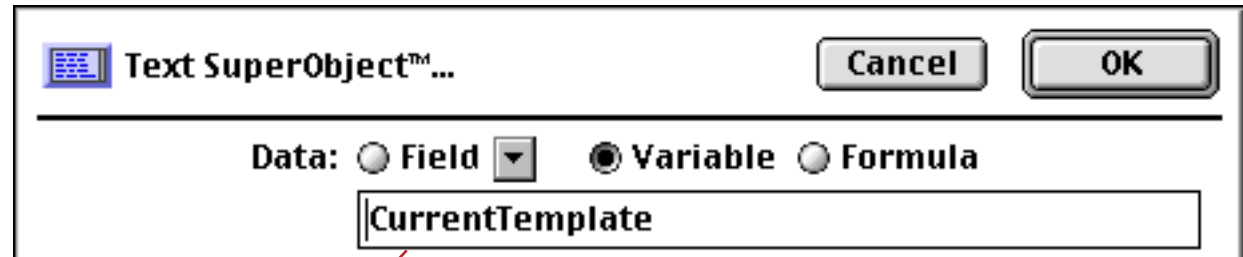 Text SuperObject™... Cancel OK
Data: Field Variable Formula
CurrentTemplate